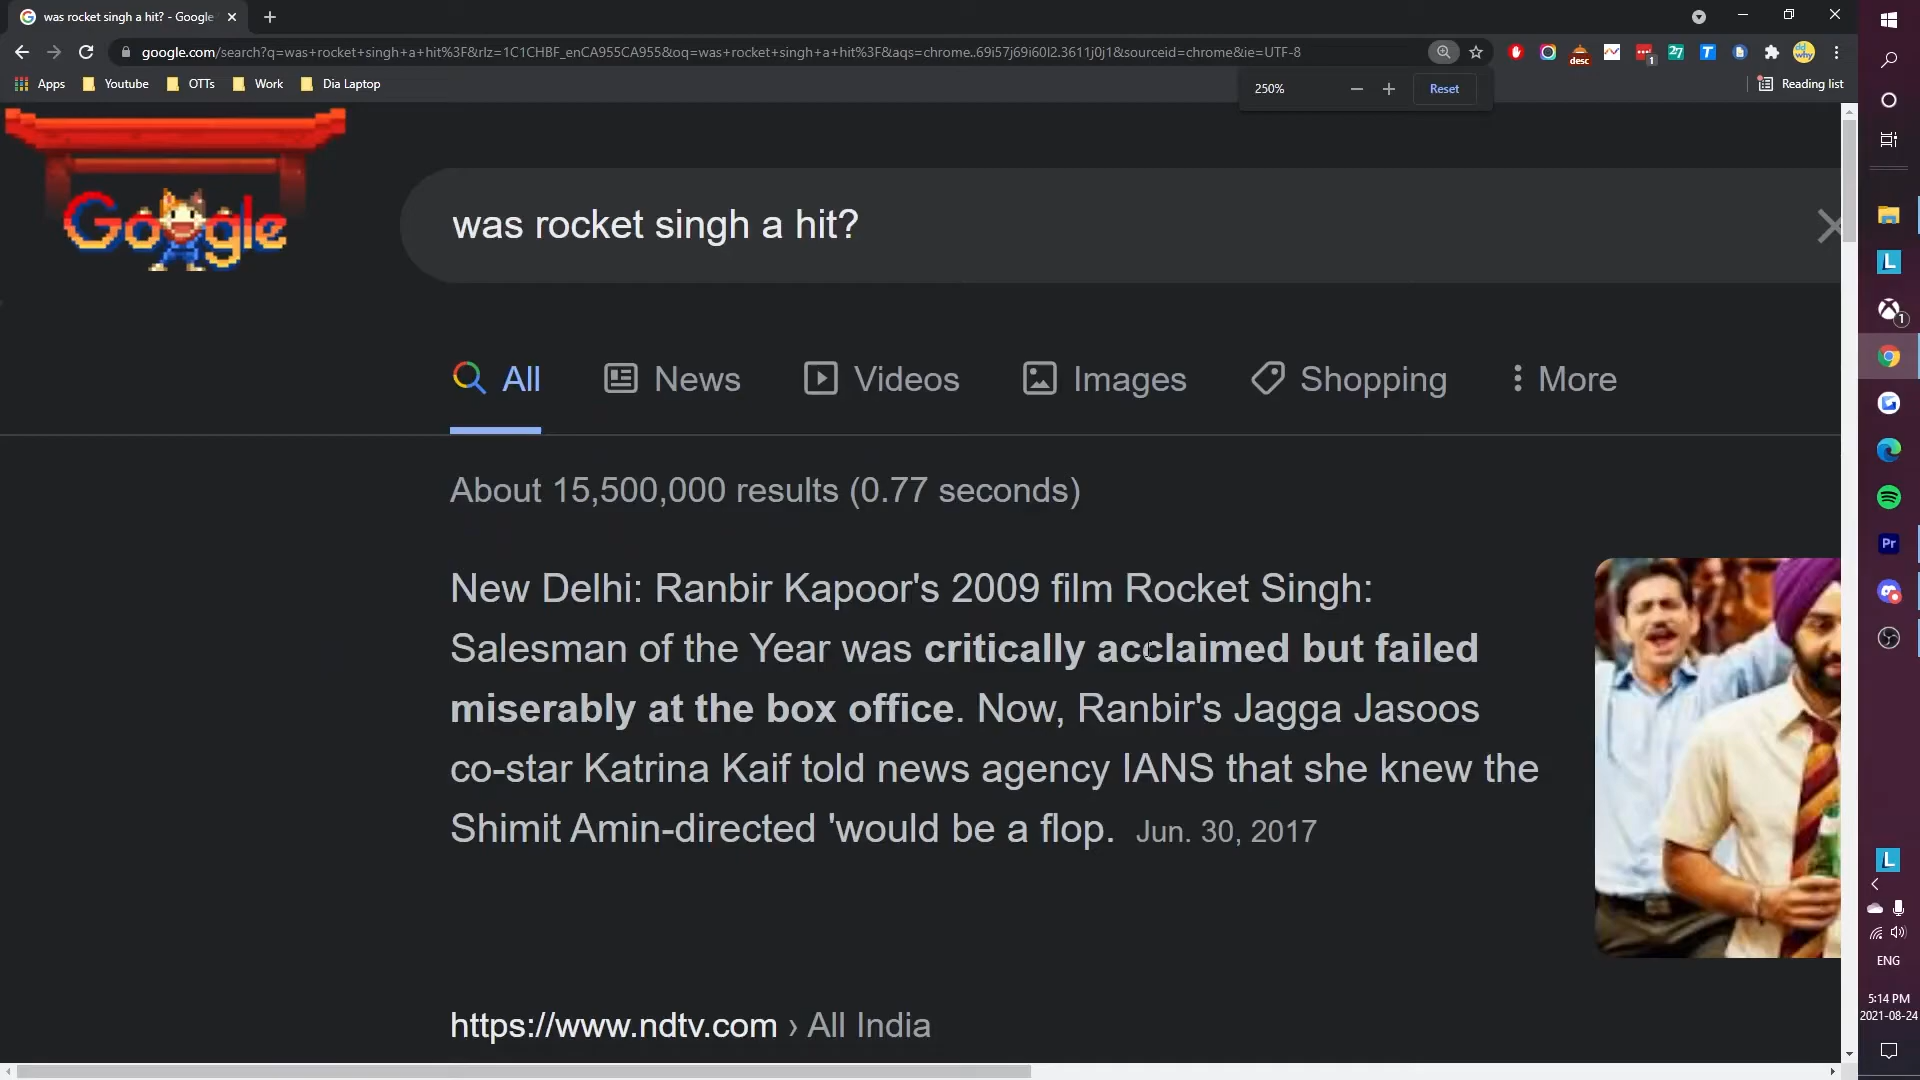 was rocket singh a hit? - Google
google.com/search?q=was+rocket+singh+a+hit%3F&rlz=1C1CHBF_enCA955CA955&oq=was+rocket+singh+a+hit%3F&aqs=chrome..69i57j69i60l2.3611j0j1&sourceid=chrome&ie=UTF-8
desc
1
27
Apps
Youtube
OTTs
Work
Dia Laptop
Reading list
250%
Reset
Google
was rocket singh a hit?
All
News
Videos
Images
Shopping
More
About 15,500,000 results (0.77 seconds)
New Delhi: Ranbir Kapoor's 2009 film Rocket Singh:
Salesman of the Year was critically acclaimed but failed
miserably at the box office. Now, Ranbir's Jagga Jasoos
co-star Katrina Kaif told news agency IANS that she knew the
Shimit Amin-directed 'would be a flop. Jun. 30, 2017
https://www.ndtv.com › All India
L
1
Pr
L
ENG
5:14 PM
2021-08-24